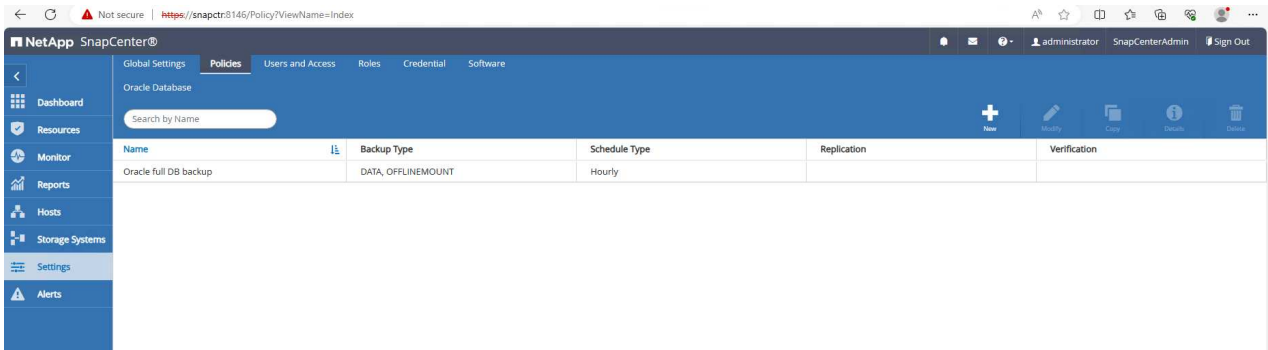 Not secure | https://snapctr:8146/Policy?ViewName=Index
NetApp SnapCenter®
administrator SnapCenterAdmin Sign Out
Global Settings Policies Users and Access Roles Credential Software
Oracle Database
Dashboard
Search by Name
New Modify Copy Details Delete
Resources
Name Backup Type Schedule Type Replication Verification
Monitor
Oracle full DB backup DATA, OFFLINEMOUNT Hourly
Reports
Hosts
Storage Systems
Settings
Alerts